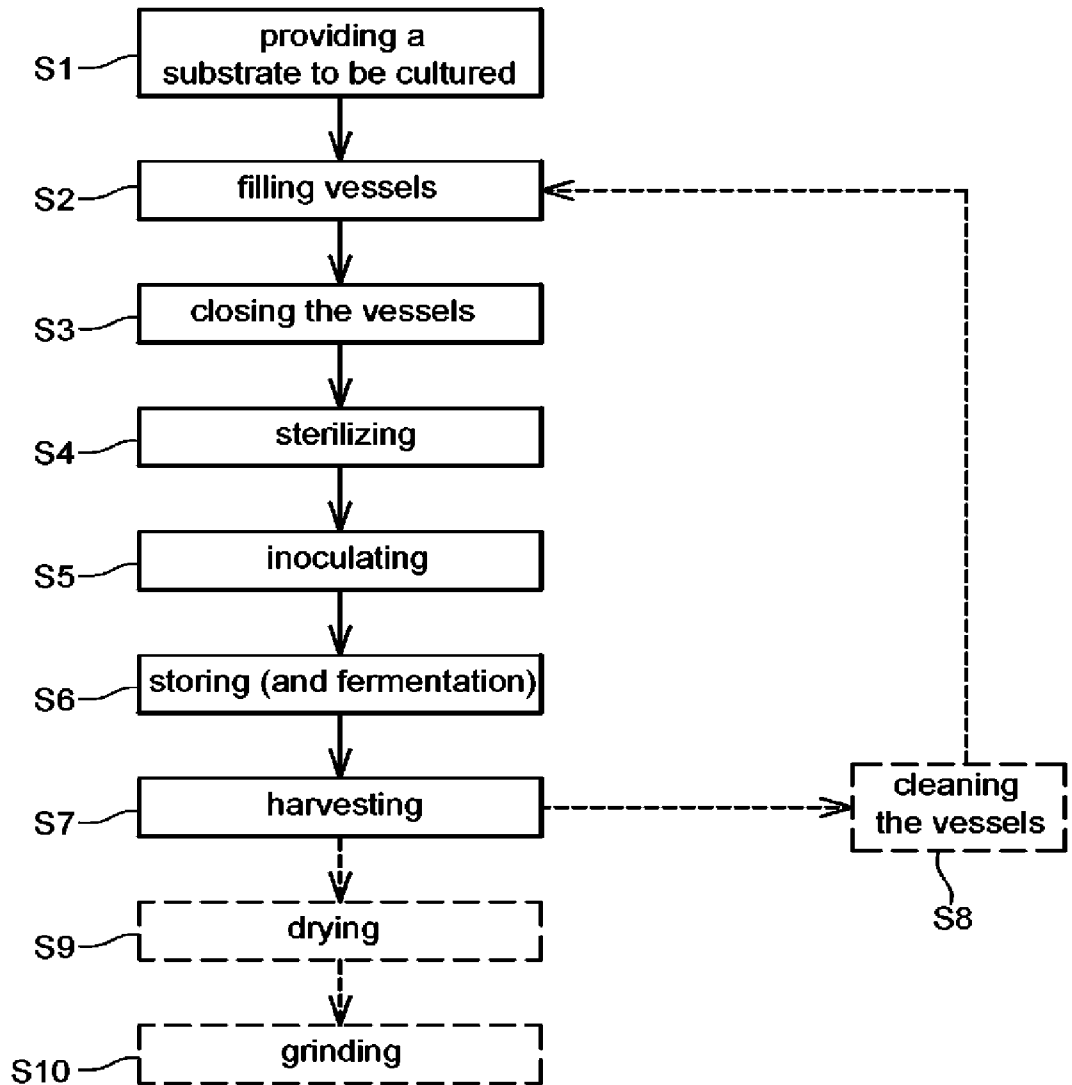 providing a
substrate to be cultured
S1
filling vessels
S2
closing the vessels
S3
sterilizing
S4
inoculating
S5
storing (and fermentation)
S6
harvesting
S7
cleaning
the vessels
S8
drying
S9
grinding
S10